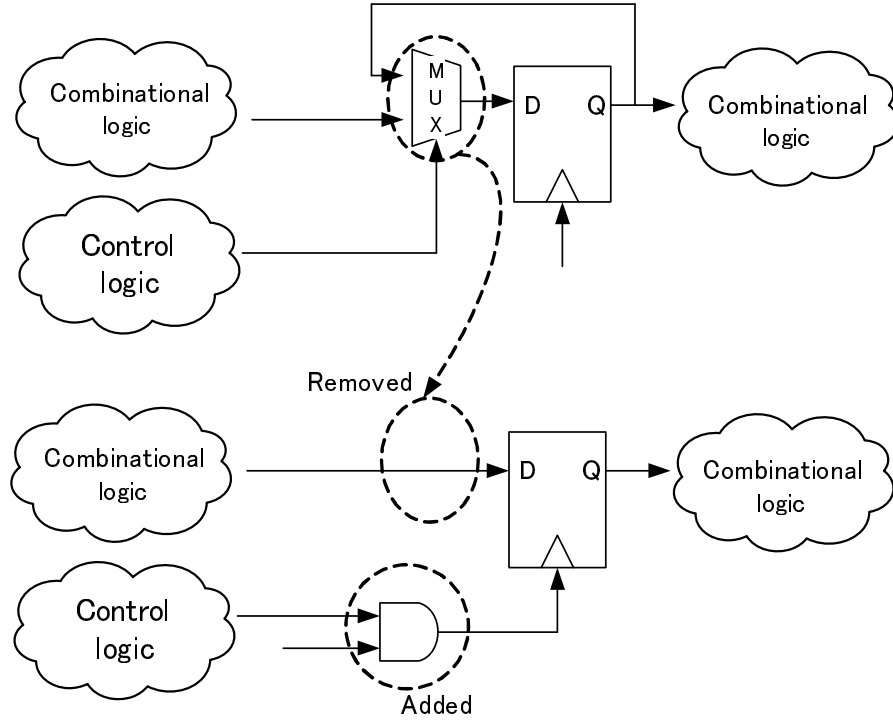 Combinational
logic
M
U
X
D
Q
Combinational
logic
Control
logic
Removed
Combinational
logic
D
Q
Combinational
logic
Control
logic
Added